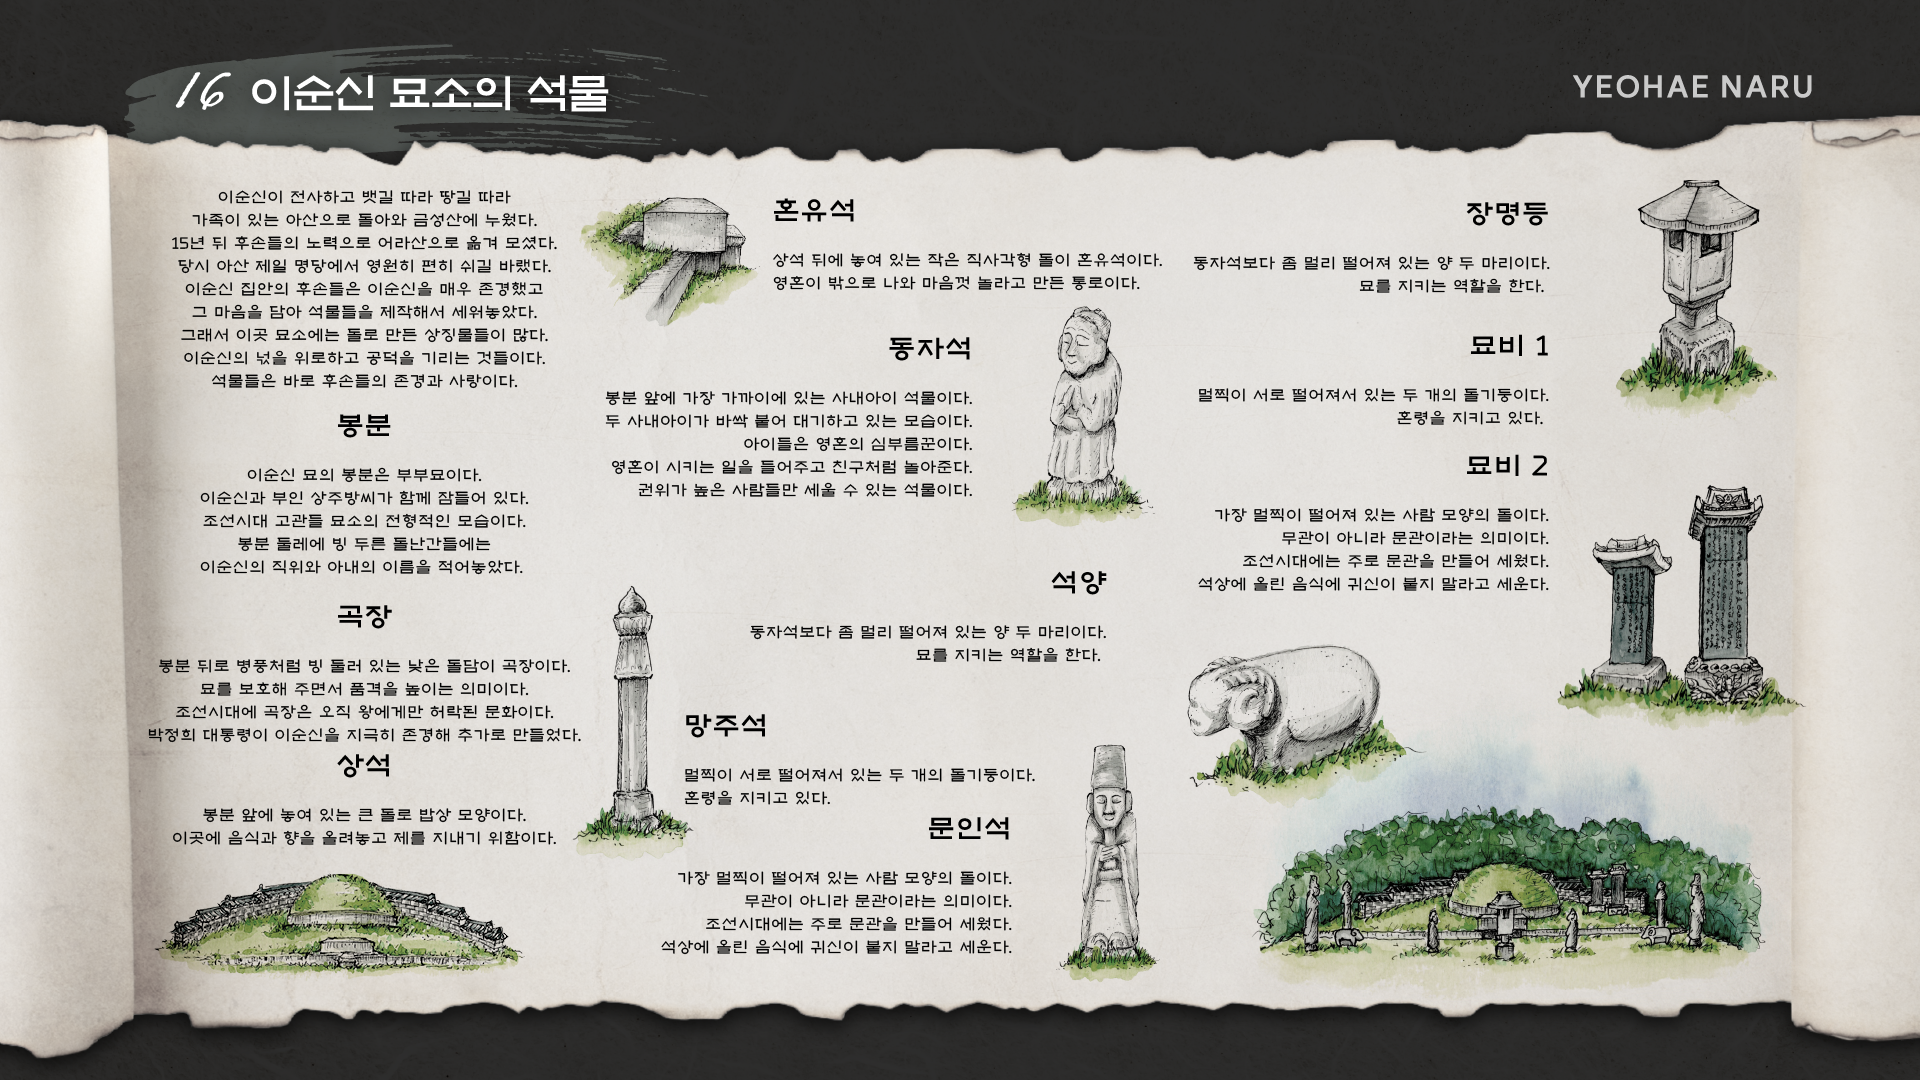 16 이순신 묘소의 석물
YEOHAE NARU
이순신이 전사하고 뱃길 따라 땅길 따라
가족이 있는 아산으로 돌아와 금성산에 누웠다.
15년 뒤 후손들의 노력으로 어라산으로 옮겨 모셨다.
당시 아산 제일 명당에서 영원히 편히 쉬길 바랬다.
이순신 집안의 후손들은 이순신을 매우 존경했고
그 마음을 담아 석물들을 제작해서 세워놓았다.
그래서 이곳 묘소에는 돌로 만든 상징물들이 많다.
이순신의 넋을 위로하고 공덕을 기리는 것들이다.
석물들은 바로 후손들의 존경과 사랑이다.
봉분
이순신 묘의 봉분은 부부묘이다.
이순신과 부인 상주방씨가 함께 잠들어 있다.
조선시대 고관들 묘소의 전형적인 모습이다.
봉분 둘레에 빙 두른 돌난간들에는
이순신의 직위와 아내의 이름을 적어놓았다.
곡장
봉분 뒤로 병풍처럼 빙 둘러 있는 낮은 돌담이 곡장이다.
묘를 보호해 주면서 품격을 높이는 의미이다.
조선시대에 곡장은 오직 왕에게만 허락된 문화이다.
박정희 대통령이 이순신을 지극히 존경해 추가로 만들었다.
상석
봉분 앞에 놓여 있는 큰 돌로 밥상 모양이다.
이곳에 음식과 향을 올려놓고 제를 지내기 위함이다.
혼유석
상석 뒤에 놓여 있는 작은 직사각형 돌이 혼유석이다.
영혼이 밖으로 나와 마음껏 놀라고 만든 통로이다.
동자석
봉분 앞에 가장 가까이에 있는 사내아이 석물이다.
두 사내아이가 바싹 붙어 대기하고 있는 모습이다.
아이들은 영혼의 심부름꾼이다.
영혼이 시키는 일을 들어주고 친구처럼 놀아준다.
권위가 높은 사람들만 세울 수 있는 석물이다.
석양
동자석보다 좀 멀리 떨어져 있는 양 두 마리이다.
묘를 지키는 역할을 한다.
망주석
멀찍이 서로 떨어져서 있는 두 개의 돌기둥이다.
혼령을 지키고 있다.
문인석
가장 멀찍이 떨어져 있는 사람 모양의 돌이다.
무관이 아니라 문관이라는 의미이다.
조선시대에는 주로 문관을 만들어 세웠다.
석상에 올린 음식에 귀신이 붙지 말라고 세운다.
장명등
동자석보다 좀 멀리 떨어져 있는 양 두 마리이다.
묘를 지키는 역할을 한다.
묘비 1
멀찍이 서로 떨어져서 있는 두 개의 돌기둥이다.
혼령을 지키고 있다.
묘비 2
가장 멀찍이 떨어져 있는 사람 모양의 돌이다.
무관이 아니라 문관이라는 의미이다.
조선시대에는 주로 문관을 만들어 세웠다.
석상에 올린 음식에 귀신이 붙지 말라고 세운다.